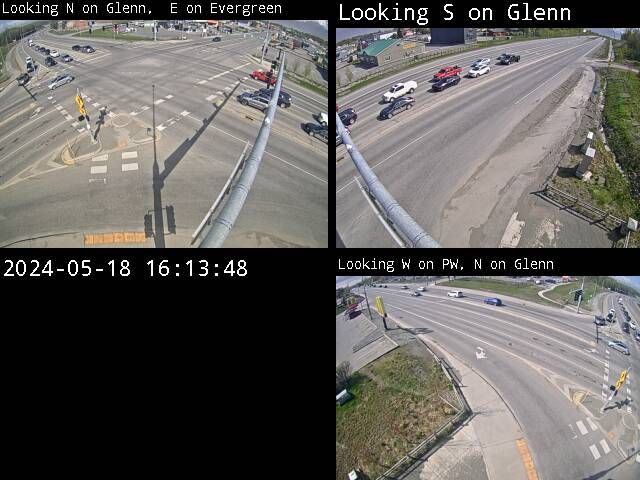 Looking N on Glenn,  E on Evergreen
Looking S on Glenn
2024-05-18 16:13:48
Looking W on PW, N on Glenn